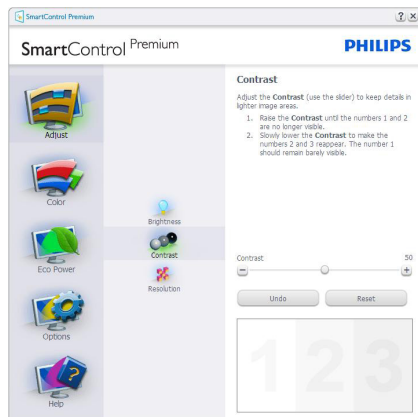 SmartControl Premium
SmartControl Premium
PHILIPS
Adjust
Color
Eco Power
Options
Help
Brightness
Contrast
Resolution
Contrast
Adjust the Contrast (use the slider) to keep details in
lighter image areas.
1. Raise the Contrast until the numbers 1 and 2
are no longer visible.
2. Slowly lower the Contrast to make the
numbers 2 and 3 reappear. The number 1
should remain barely visible.
Contrast 50
Undo Reset
1 2 3